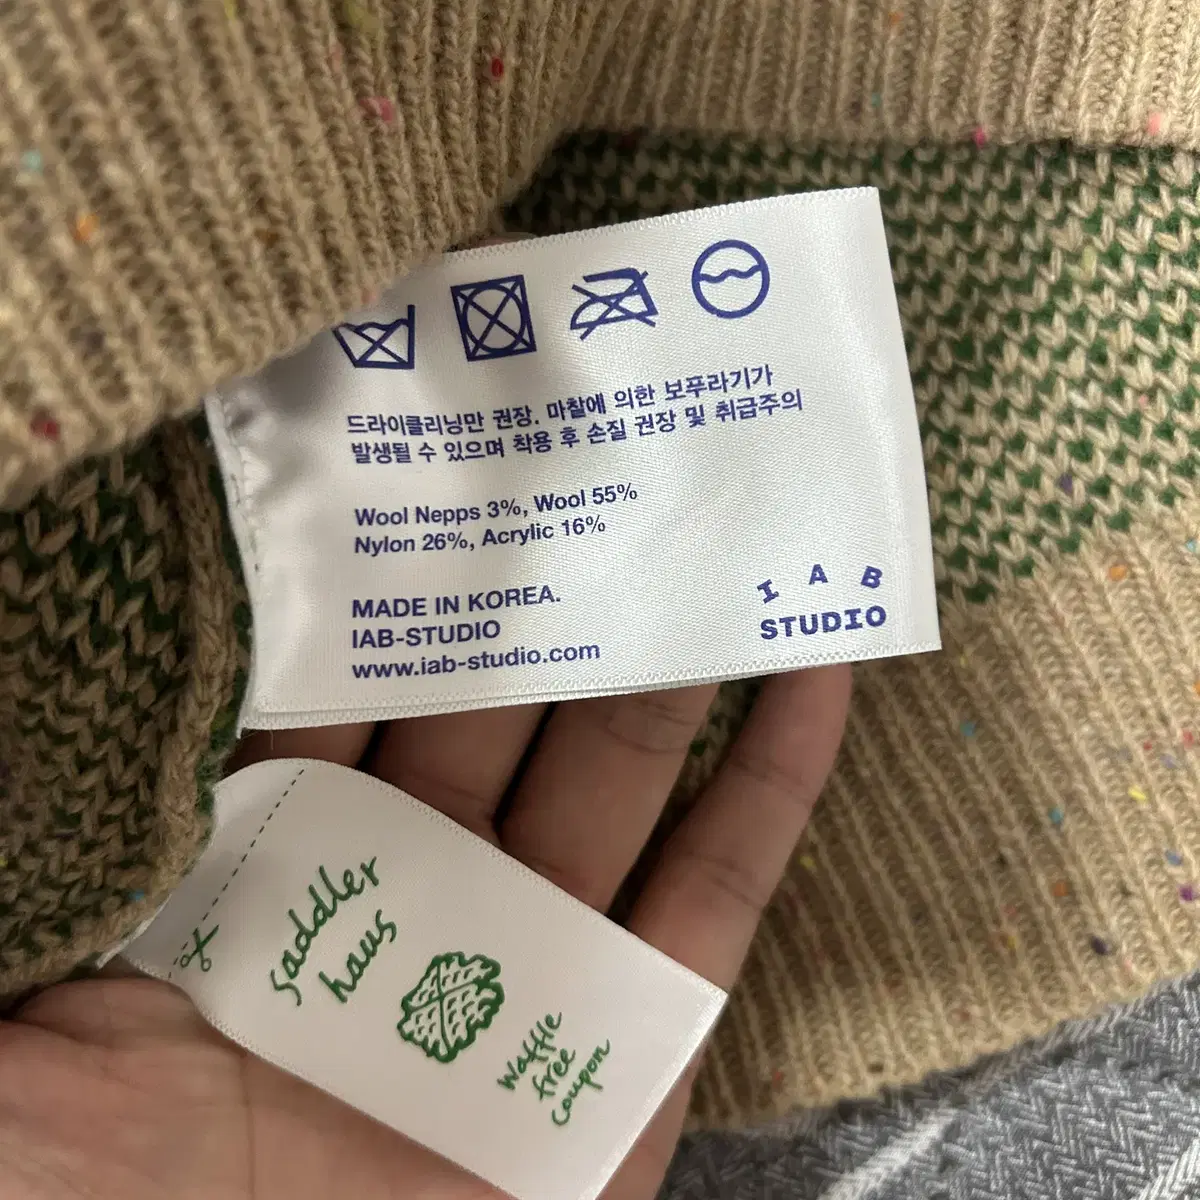 드라이클리닝만 권장. 마찰에 의한 보푸라기가
발생될 수 있으며 착용 후 손질 권장 및 취급주의
Wool Nepps 3%, Wool 55%
Nylon 26%, Acrylic 16%
MADE IN KOREA.
IAB-STUDIO
www.iab-studio.com
I A B
STUDIO
saddler
haus
waffle
free
coupon